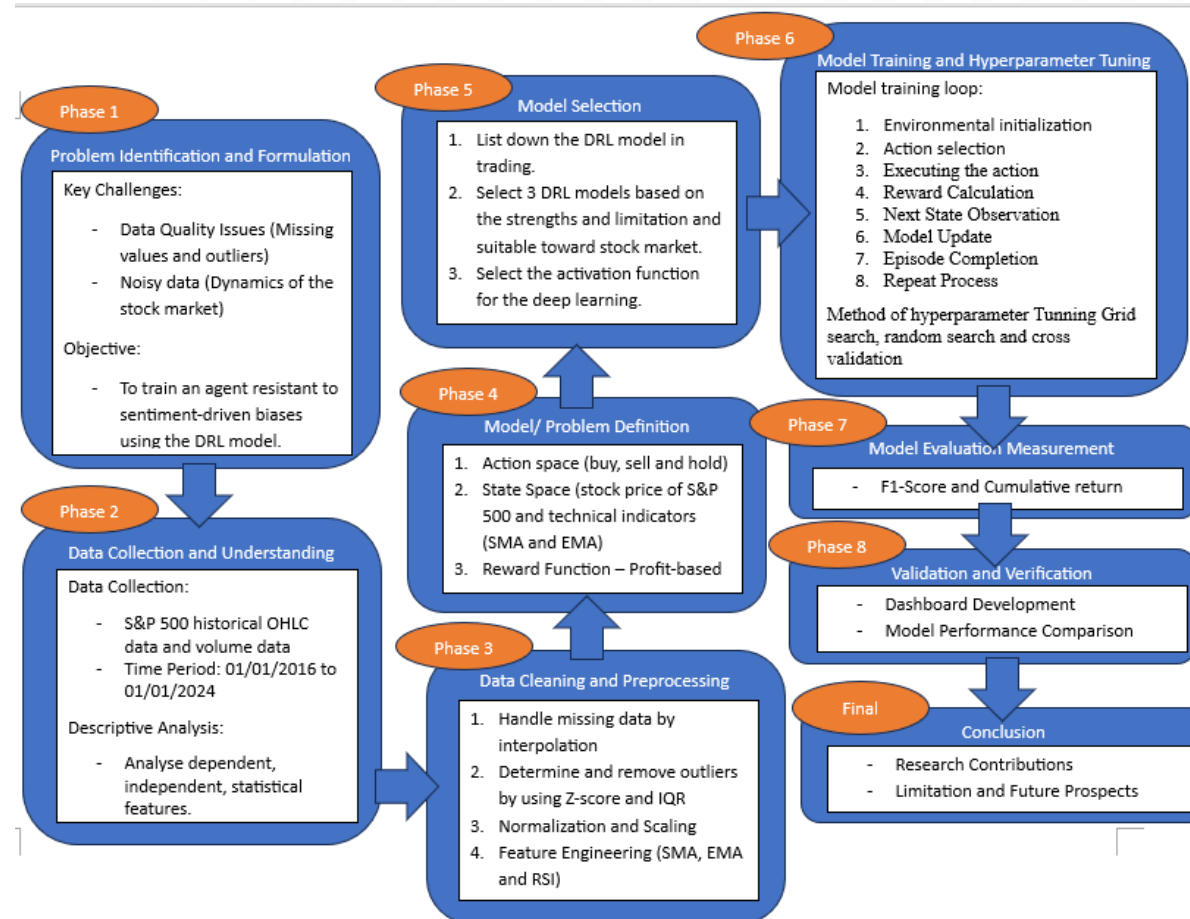 Phase 1
Problem Identification and Formulation
Key Challenges:
- Data Quality Issues (Missing
values and outliers)
- Noisy data (Dynamics of the
stock market)
Objective:
- To train an agent resistant to
sentiment-driven biases
using the DRL model.
Phase 2
Data Collection and Understanding
Data Collection:
- S&P 500 historical OHLC
data and volume data
- Time Period: 01/01/2016 to
01/01/2024
Descriptive Analysis:
- Analyse dependent,
independent, statistical
features.
Phase 3
Data Cleaning and Preprocessing
1. Handle missing data by
interpolation
2. Determine and remove outliers
by using Z-score and IQR
3. Normalization and Scaling
4. Feature Engineering (SMA, EMA
and RSI)
Phase 4
Model/ Problem Definition
1. Action space (buy, sell and hold)
2. State Space (stock price of S&P
500 and technical indicators
(SMA and EMA)
3. Reward Function – Profit-based
Phase 5
Model Selection
1. List down the DRL model in
trading.
2. Select 3 DRL models based on
the strengths and limitation and
suitable toward stock market.
3. Select the activation function
for the deep learning.
Phase 6
Model Training and Hyperparameter Tuning
Model training loop:
1. Environmental initialization
2. Action selection
3. Executing the action
4. Reward Calculation
5. Next State Observation
6. Model Update
7. Episode Completion
8. Repeat Process
Method of hyperparameter Tunning Grid
search, random search and cross
validation
Phase 7
Model Evaluation Measurement
- F1-Score and Cumulative return
Phase 8
Validation and Verification
- Dashboard Development
- Model Performance Comparison
Final
Conclusion
- Research Contributions
- Limitation and Future Prospects